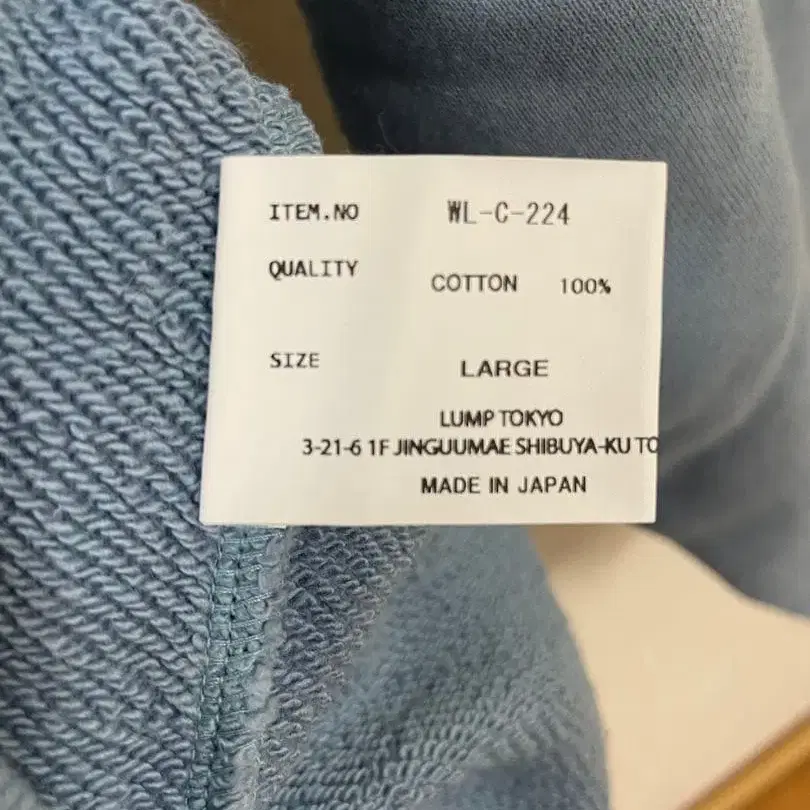 ITEM.NO WL-C-224
QUALITY
COTTON 100%
SIZE LARGE
LUMP TOKYO
3-21-6 1F JINGUUMAE SHIBUYA-KU TO
MADE IN JAPAN